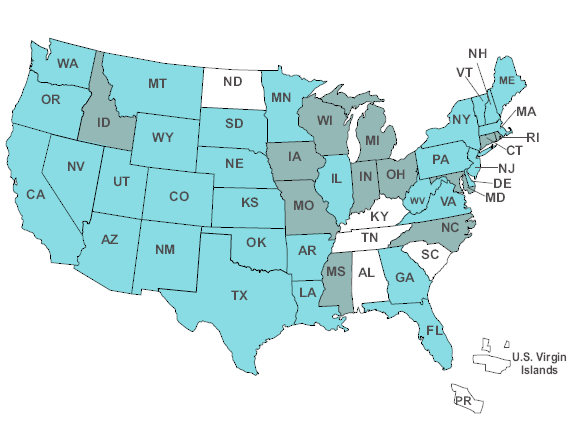 NH
WA
VT
ME
MT
ND
MN
OR
MA
ID
WI
NY
SD
RI
WY
MI
CT
IA
PA
NE
NJ
NV
IL
IN
OH
DE
UT
CA
CO
MD
WV
VA
KS
MO
KY
NC
TN
AZ
OK
NM
AR
SC
MS
AL
GA
LA
TX
FL
U.S. Virgin
Islands
PR